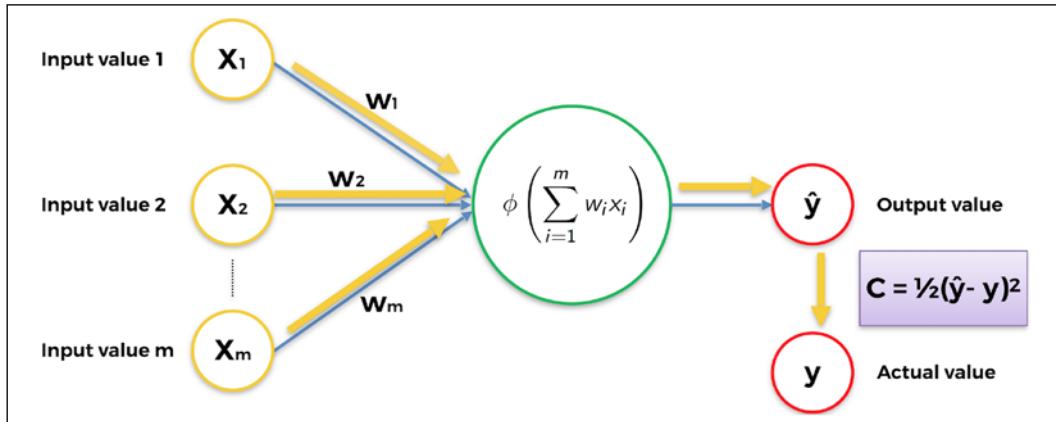 Input value 1
X₁
w₁
Input value 2
X₂
w₂
Input value m
Xₘ
wₘ
ϕ(∑ᵢ₌₁ᵐ wᵢxᵢ)
ŷ
Output value
C = ½(ŷ- y)²
y
Actual value